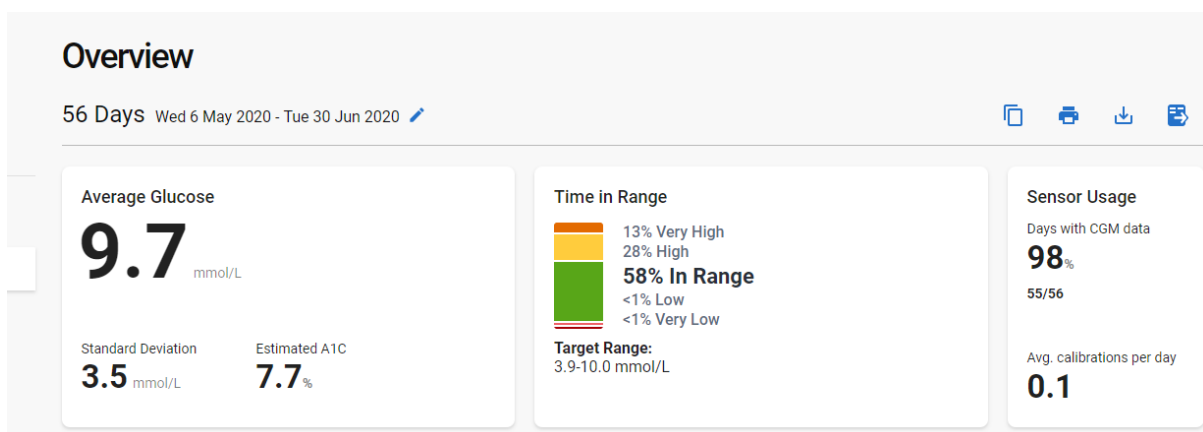 Overview
56 Days Wed 6 May 2020 - Tue 30 Jun 2020
Average Glucose
9.7 mmol/L
Standard Deviation
3.5 mmol/L
Estimated A1C
7.7%
Time in Range
13% Very High
28% High
58% In Range
<1% Low
<1% Very Low
Target Range:
3.9-10.0 mmol/L
Sensor Usage
Days with CGM data
98%
55/56
Avg. calibrations per day
0.1